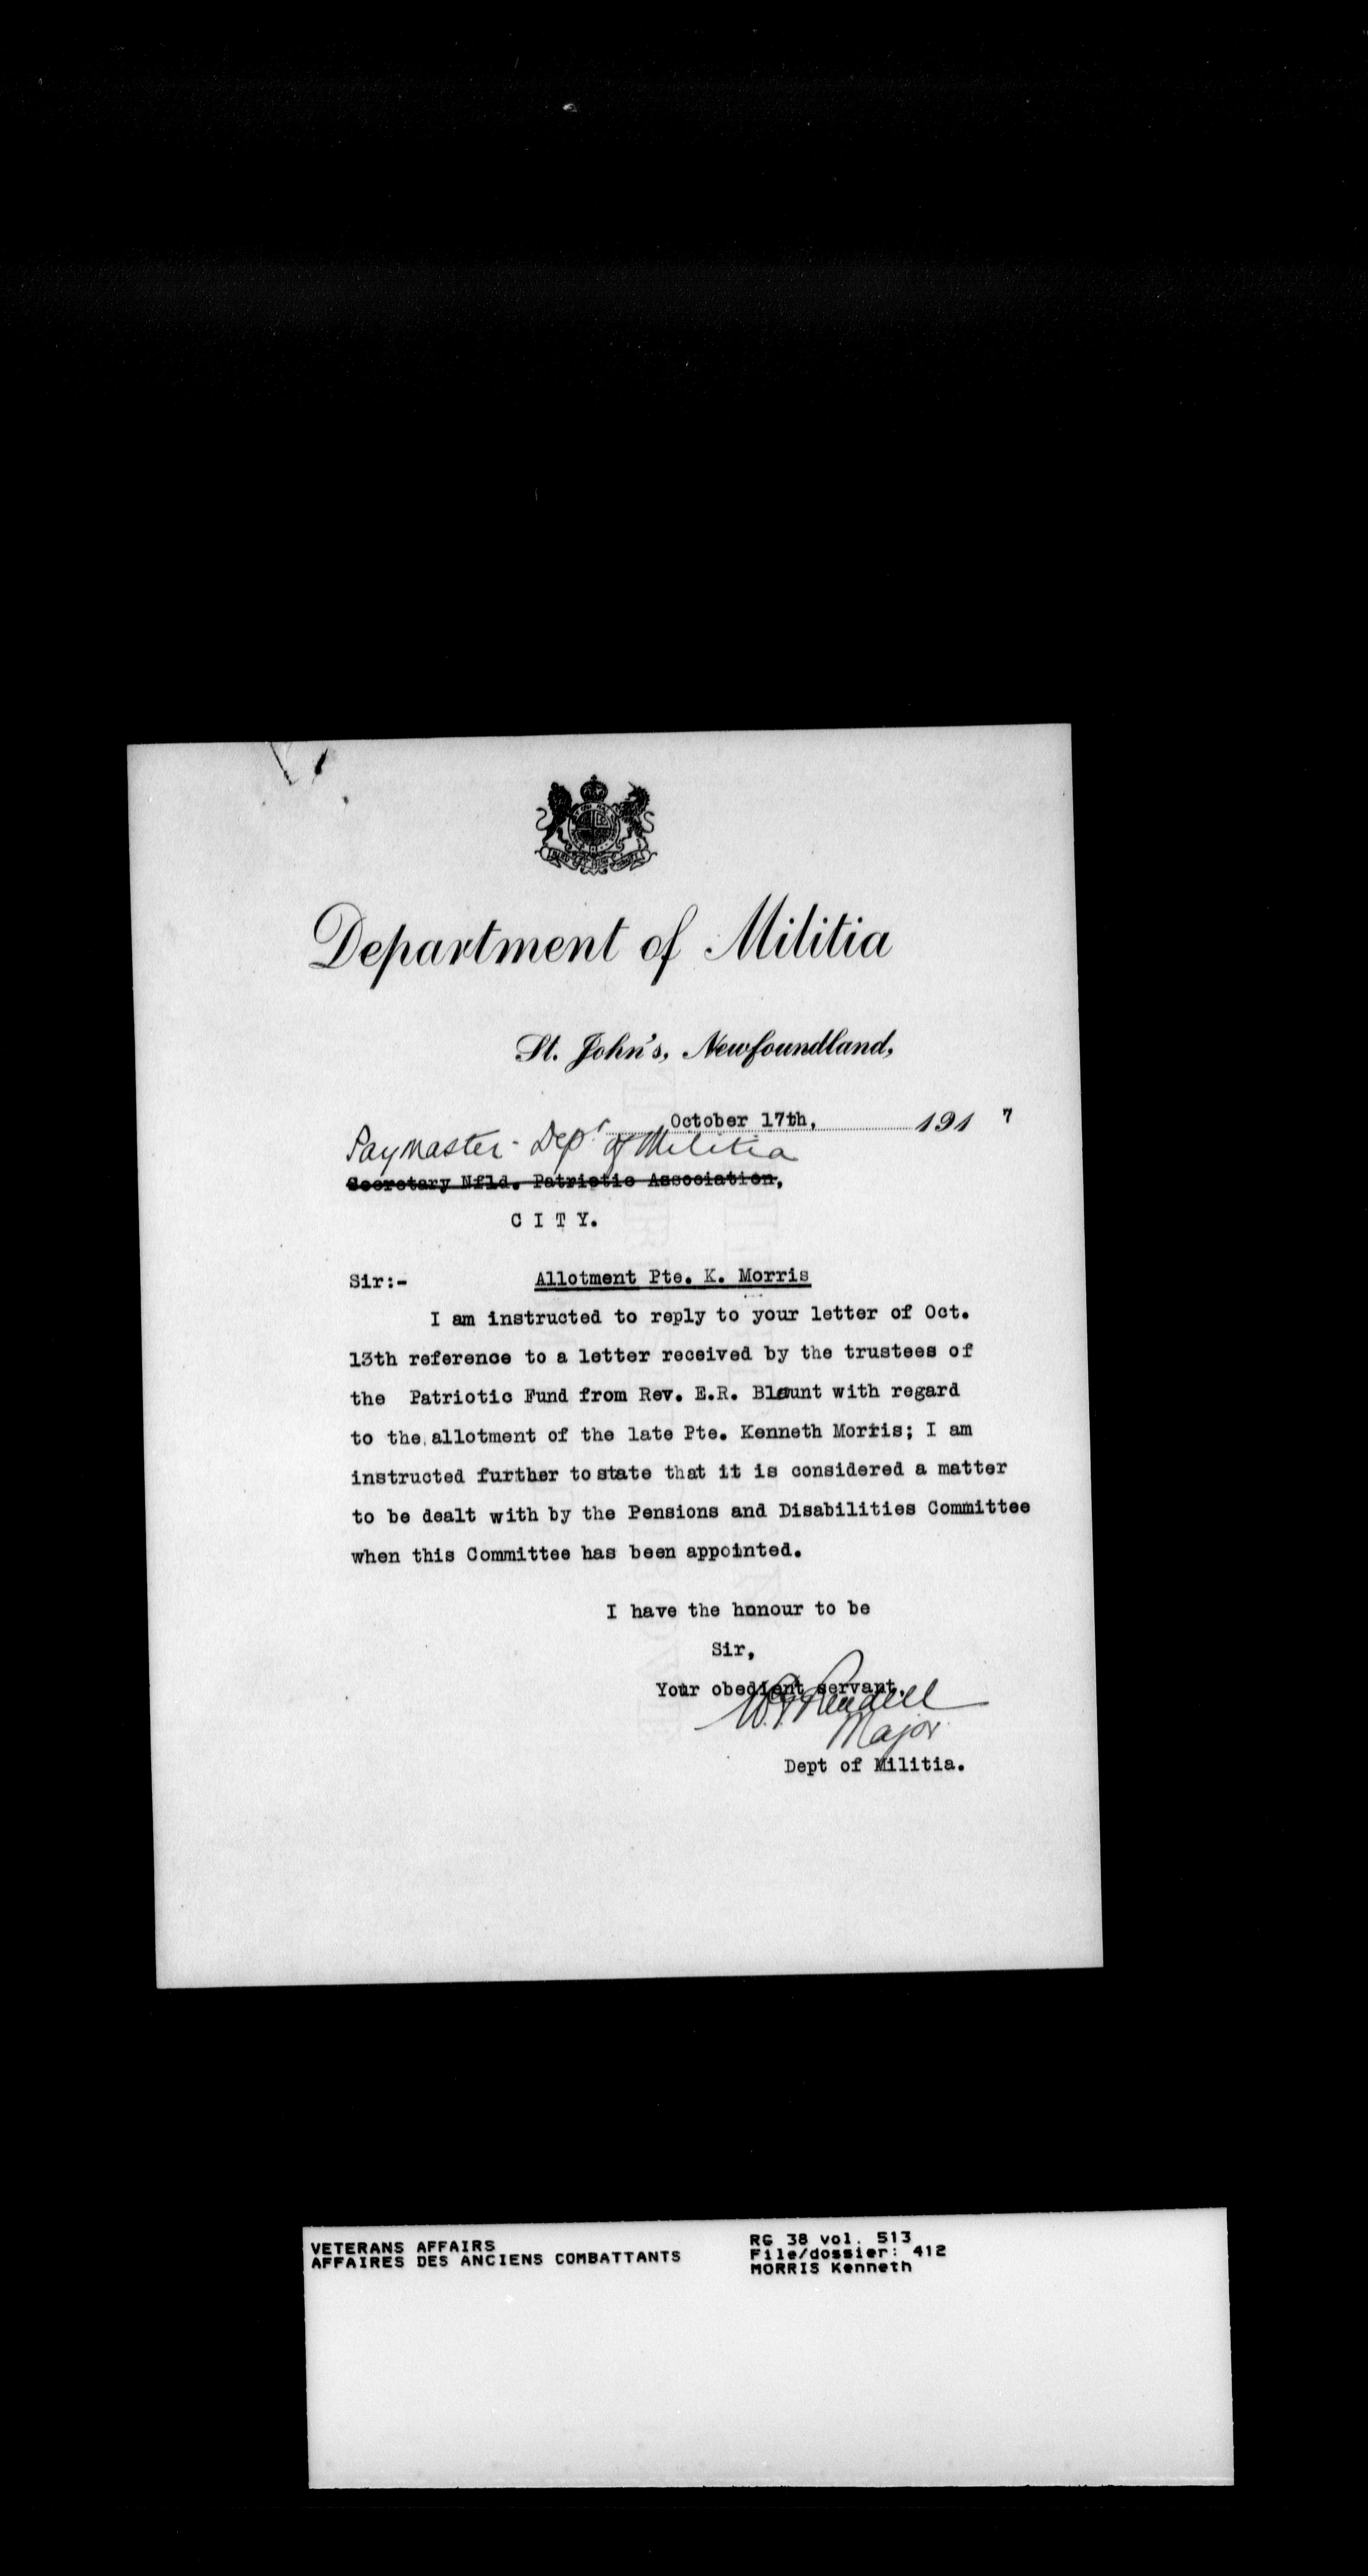 Department of Militia
St. John's, Newfoundland,
October 17th, 191 7
Paymaster - Dept of Militia
Secretary Nfld. Patriotic Association,
C I T Y.
Sir:- Allotment Pte. K. Morris
I am instructed to reply to your letter of Oct.
13th reference to a letter received by the trustees of
the Patriotic Fund from Rev. E.R. with regard
to the allotment of the late Pte. Kenneth Morris; I am
instructed further to state that it is considered a matter
to be dealt with by the Pensions and Disabilities Committee
when this Committee has been appointed.
I have the honour to be
Sir,
Your obedient servant,
Rendell
Major
Dept of Militia.
VETERANS AFFAIRS RG 38 vol. 513
AFFAIRES DES ANCIENS COMBATTANTS File/dossier: 412
MORRIS Kenneth